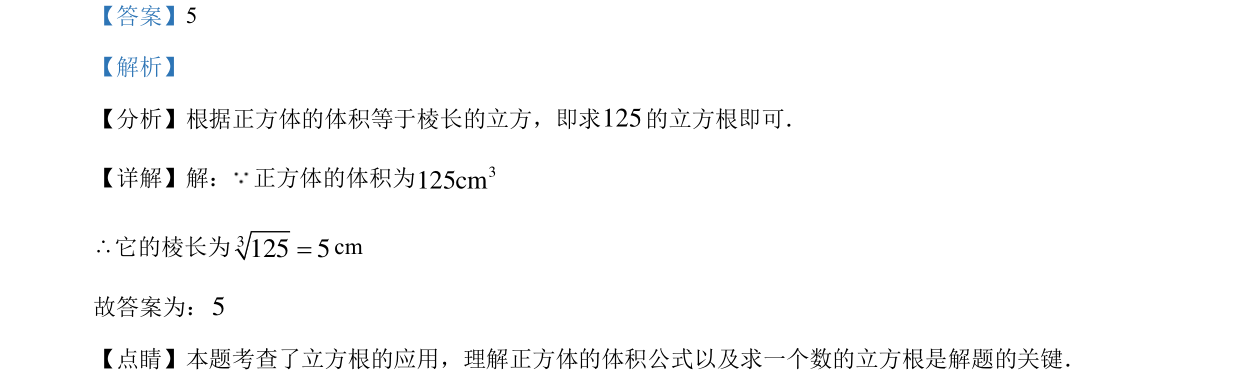 【答案】5
【解析】
【分析】根据正方体的体积等于棱长的立方，即求125的立方根即可．
【详解】解：∵正方体的体积为125cm³
∴它的棱长为∛125 = 5 cm
故答案为：5
【点睛】本题考查了立方根的应用，理解正方体的体积公式以及求一个数的立方根是解题的关键．